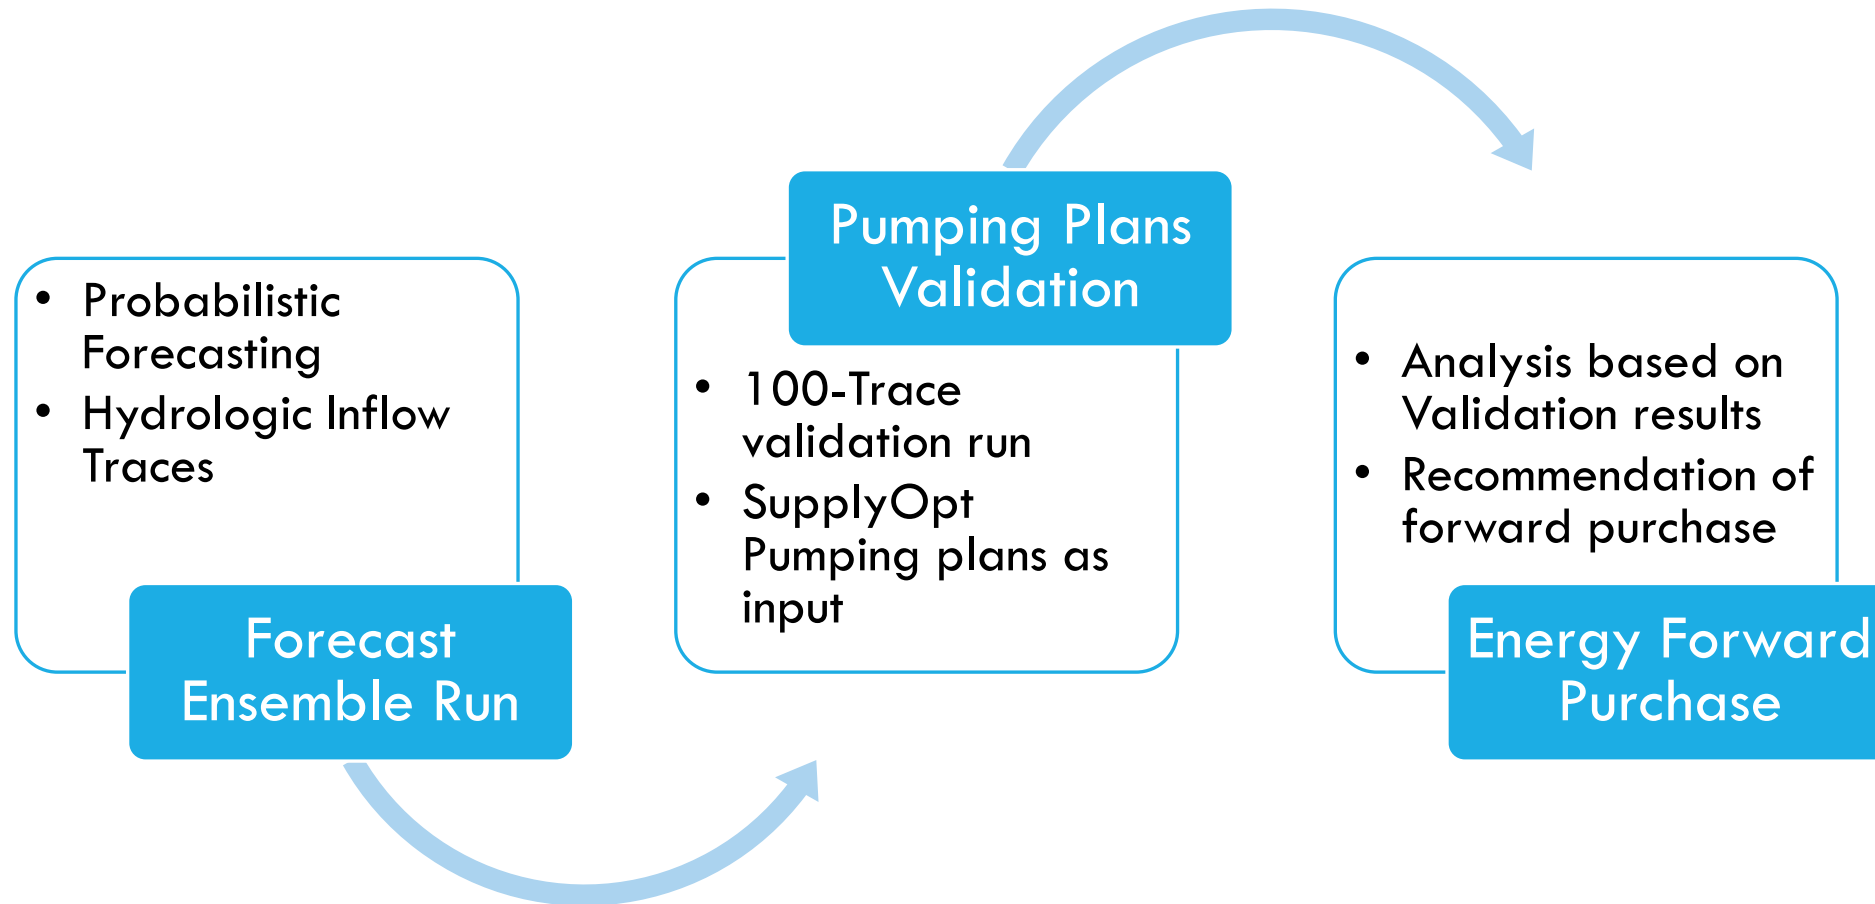 • Probabilistic
Forecasting
• Hydrologic Inflow
Traces
Forecast
Ensemble Run
Pumping Plans
Validation
• 100-Trace
validation run
• SupplyOpt
Pumping plans as
input
• Analysis based on
Validation results
• Recommendation of
forward purchase
Energy Forward
Purchase